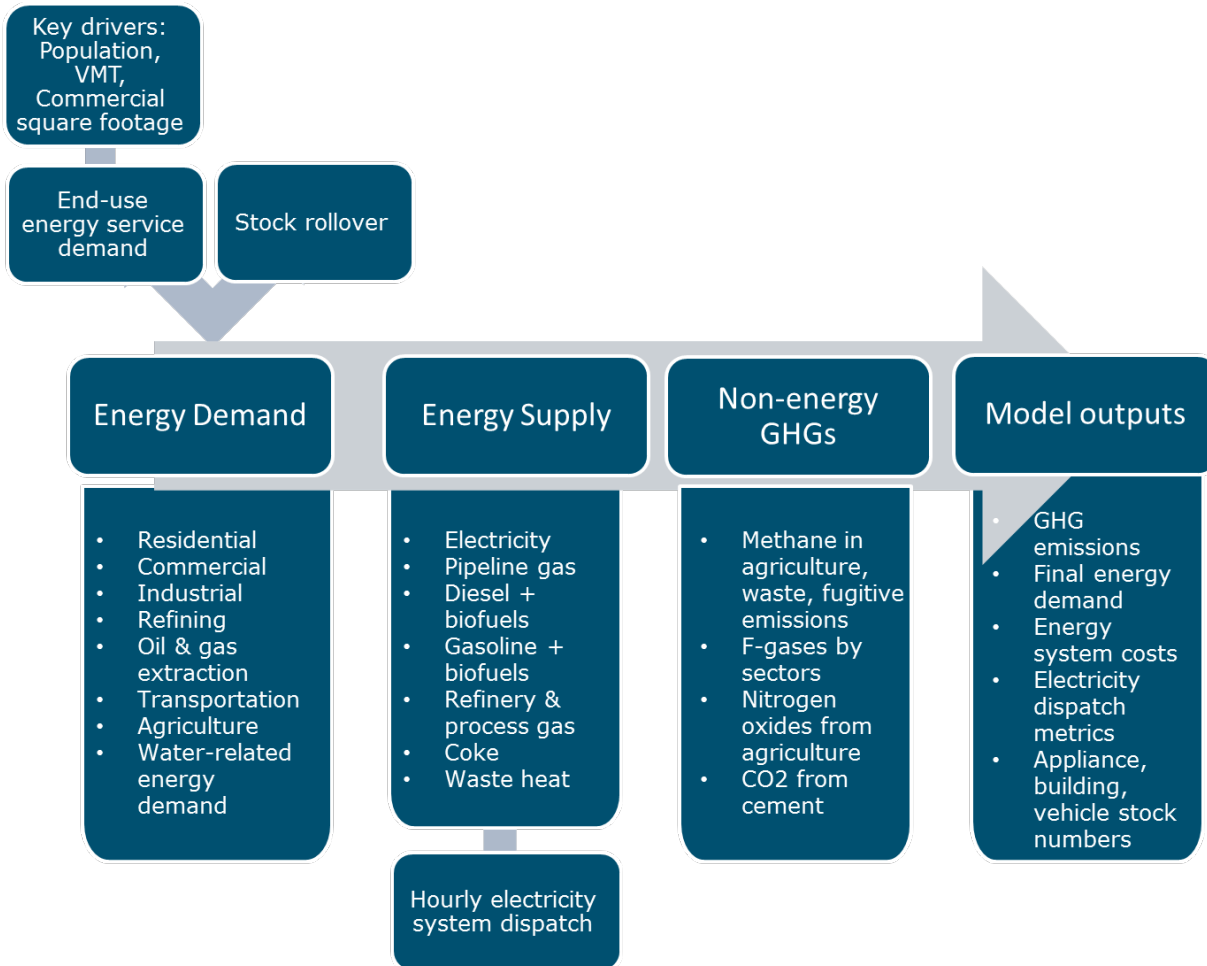 Key drivers:
Population,
VMT,
Commercial
square footage
End-use
energy service
demand
Stock rollover
Energy Demand
Energy Supply
Non-energy
GHGs
Model outputs
• Residential
• Commercial
• Industrial
• Refining
• Oil & gas
extraction
• Transportation
• Agriculture
• Water-related
energy
demand
• Electricity
• Pipeline gas
• Diesel +
biofuels
• Gasoline +
biofuels
• Refinery &
process gas
• Coke
• Waste heat
• Methane in
agriculture,
waste, fugitive
emissions
• F-gases by
sectors
• Nitrogen
oxides from
agriculture
• CO2 from
cement
• GHG
emissions
• Final energy
demand
• Energy
system costs
• Electricity
dispatch
metrics
• Appliance,
building,
vehicle stock
numbers
Hourly electricity
system dispatch